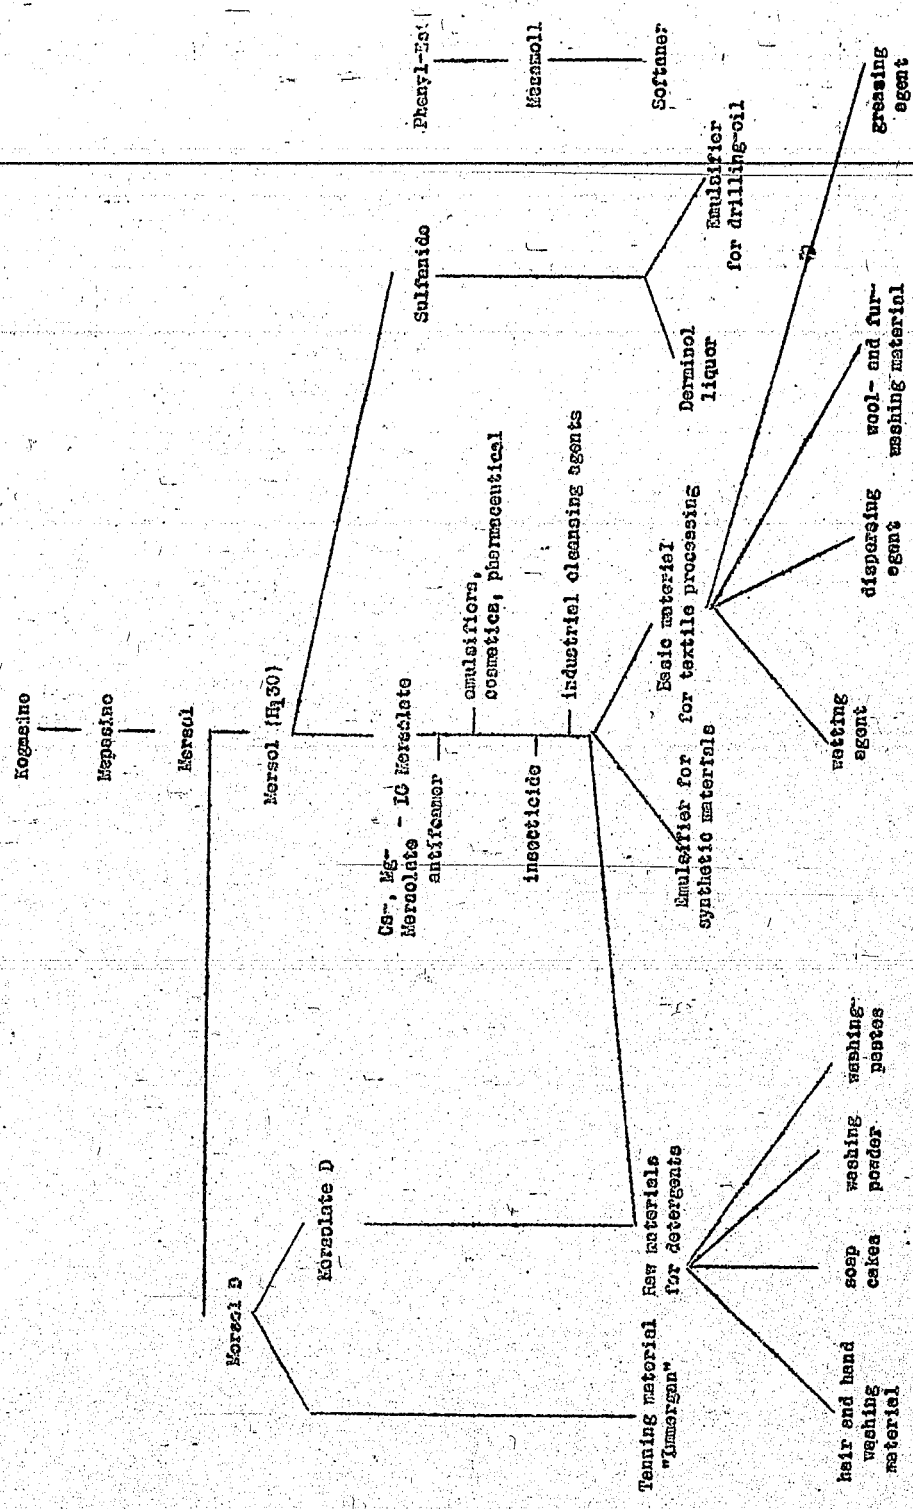 Kogasine
Mepasine
Mersol
Mersol D
Mersol (H 30)
Mersolate D
Ca-, Mg-
Mersolate - IG Mersolate
Sulfamide
Phenyl-Est
Mesamoll
Softener
antifoamer
emulsifiers,
cosmetics, pharmaceutical
insecticide
industrial cleansing agents
Tanning material
"Immergan"
Raw materials
for detergents
Emulsifier for
synthetic materials
Basic material
for textile processing
Derminol
liquor
Emulsifier
for drilling-oil
hair and hand
washing
material
soap
cakes
washing
powder
washing-
pastes
wetting
agent
dispersing
agent
wool- and fur-
washing material
greasing
agent